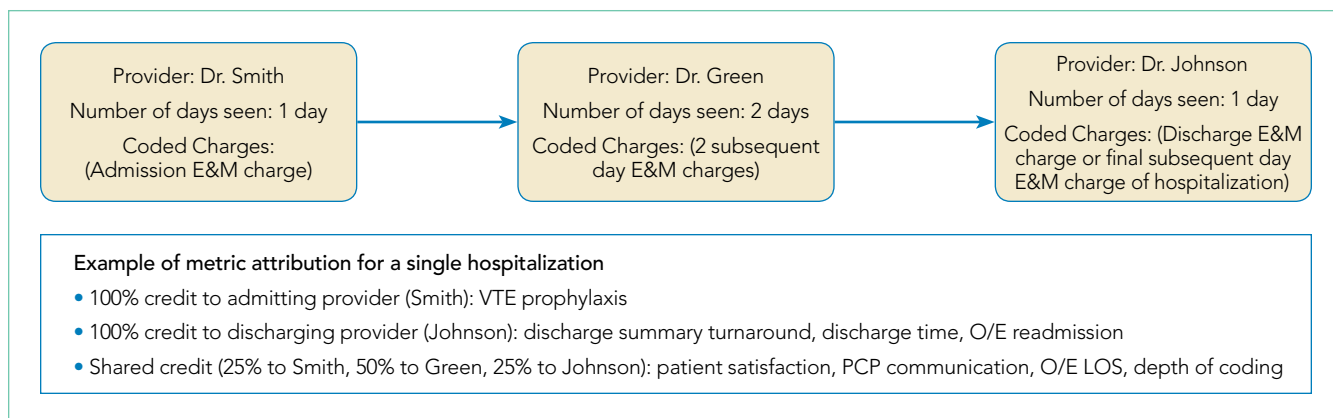 Provider: Dr. Smith
Number of days seen: 1 day
Coded Charges:
(Admission E&M charge)
Provider: Dr. Green
Number of days seen: 2 days
Coded Charges: (2 subsequent
day E&M charges)
Provider: Dr. Johnson
Number of days seen: 1 day
Coded Charges: (Discharge E&M
charge or final subsequent day
E&M charge of hospitalization)
Example of metric attribution for a single hospitalization
• 100% credit to admitting provider (Smith): VTE prophylaxis
• 100% credit to discharging provider (Johnson): discharge summary turnaround, discharge time, O/E readmission
• Shared credit (25% to Smith, 50% to Green, 25% to Johnson): patient satisfaction, PCP communication, O/E LOS, depth of coding